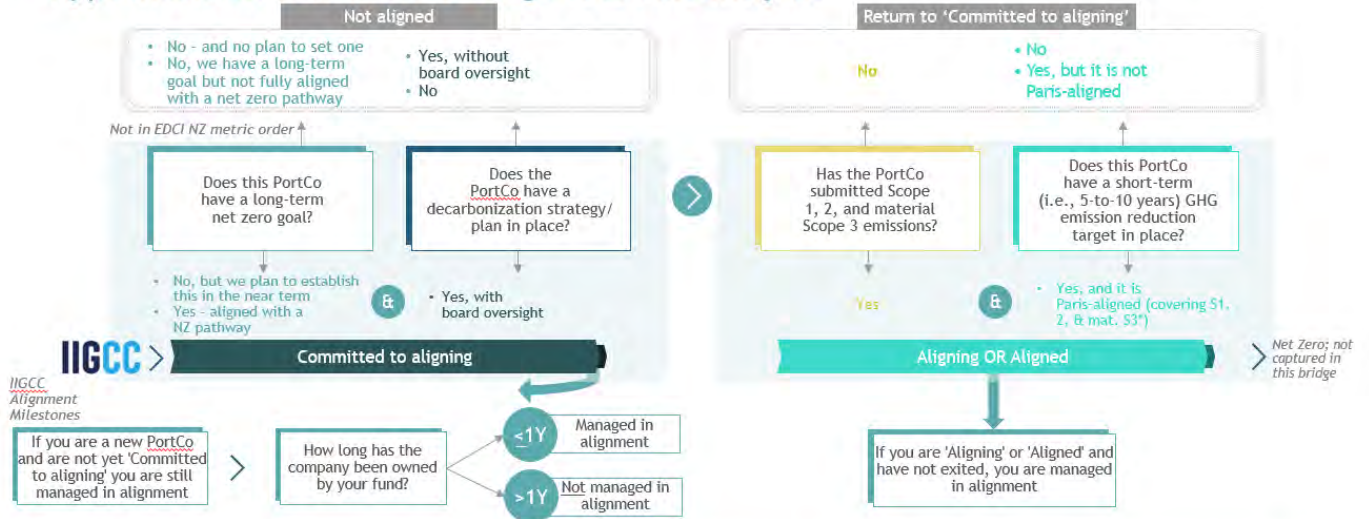 Not aligned
• No - and no plan to set one
• No, we have a long-term
goal but not fully aligned
with a net zero pathway
• Yes, without
board oversight
• No
Not in EDCI NZ metric order
Does this PortCo
have a long-term
net zero goal?
Does the
PortCo have a
decarbonization strategy/
plan in place?
• No, but we plan to establish
this in the near term
• Yes - aligned with a
NZ pathway
&
• Yes, with
board oversight
IIGCC
Committed to aligning
IIGCC
Alignment
Milestones
If you are a new PortCo
and are not yet 'Committed
to aligning' you are still
managed in alignment
How long has the
company been owned
by your fund?
≤1Y
Managed in
alignment
>1Y
Not managed in
alignment
Return to ‘Committed to aligning’
No
• No
• Yes, but it is not
Paris-aligned
Has the PortCo
submitted Scope
1, 2, and material
Scope 3 emissions?
Does this PortCo
have a short-term
(i.e., 5-to-10 years) GHG
emission reduction
target in place?
Yes
&
• Yes, and it is
Paris-aligned (covering S1,
2, & mat. S3*)
Aligning OR Aligned
Net Zero; not
captured in
this bridge
If you are 'Aligning' or 'Aligned' and
have not exited, you are managed
in alignment